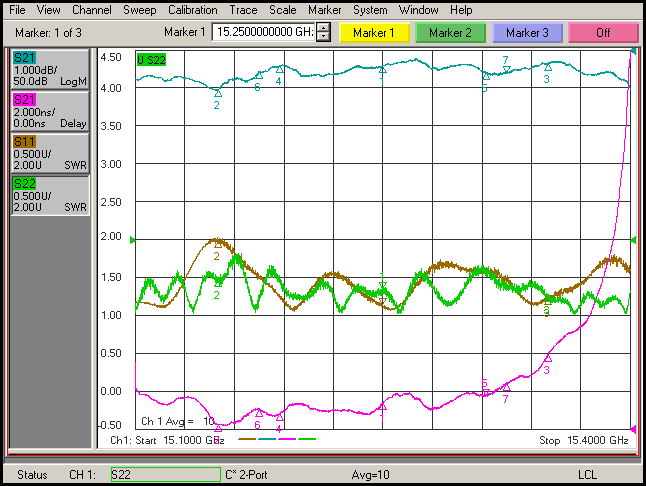 File View Channel Sweep Calibration Trace Scale Marker System Window Help
Marker: 1 of 3 Marker 1 15.2500000000 GH: Marker 1 Marker 2 Marker 3 Off
S21
1.000dB/
50.0dB LogM
S21
2.000ns/
0.00ns Delay
S11
0.500U/
2.00U SWR
S22
0.500U/
2.00U SWR
U S22
4.50
4.00
3.50
3.00
2.50
2.00
1.50
1.00
0.50
0.00
-0.50
2 6 4 1 5 7 3
2
2
1
3
6 4 1 5 7 3
Ch 1 Avg = 10
Ch1: Start 15.1000 GHz Stop 15.4000 GHz
Status CH 1: S22 C* 2-Port Avg=10 LCL